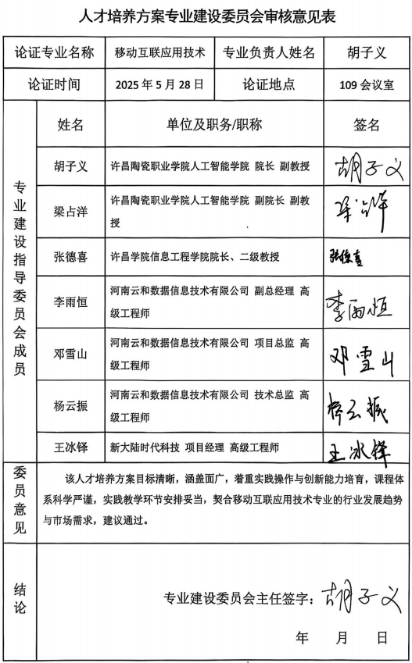 人才培养方案专业建设委员会审核意见表
论证专业名称 移动互联应用技术 专业负责人姓名 胡子义
论证时间 2025 年 5 月 28 日 论证地点 109 会议室
专业建设指导委员会成员
姓名 单位及职务/职称 签名
胡子义 许昌陶瓷职业学院人工智能学院 院长 副教授 胡子义
梁占洋 许昌陶瓷职业学院人工智能学院 副院长 副教
授
张德喜 许昌学院信息工程学院院长、二级教授 张德喜
李雨恒 河南云和数据信息技术有限公司 副总经理 高
级工程师 李雨恒
邓雪山 河南云和数据信息技术有限公司 项目总监 高
级工程师 邓雪山
杨云振 河南云和数据信息技术有限公司 技术总监 高
级工程师 杨云振
王冰铎 新大陆时代科技 项目经理 高级工程师 王冰铎
委员意见
该人才培养方案目标清晰，涵盖面广，着重实践操作与创新能力培育，课程体
系科学严谨，实践教学环节安排妥当，契合移动互联应用技术专业的行业发展趋势
与市场需求，建议通过。
结论
专业建设委员会主任签字：胡子义
年 月 日